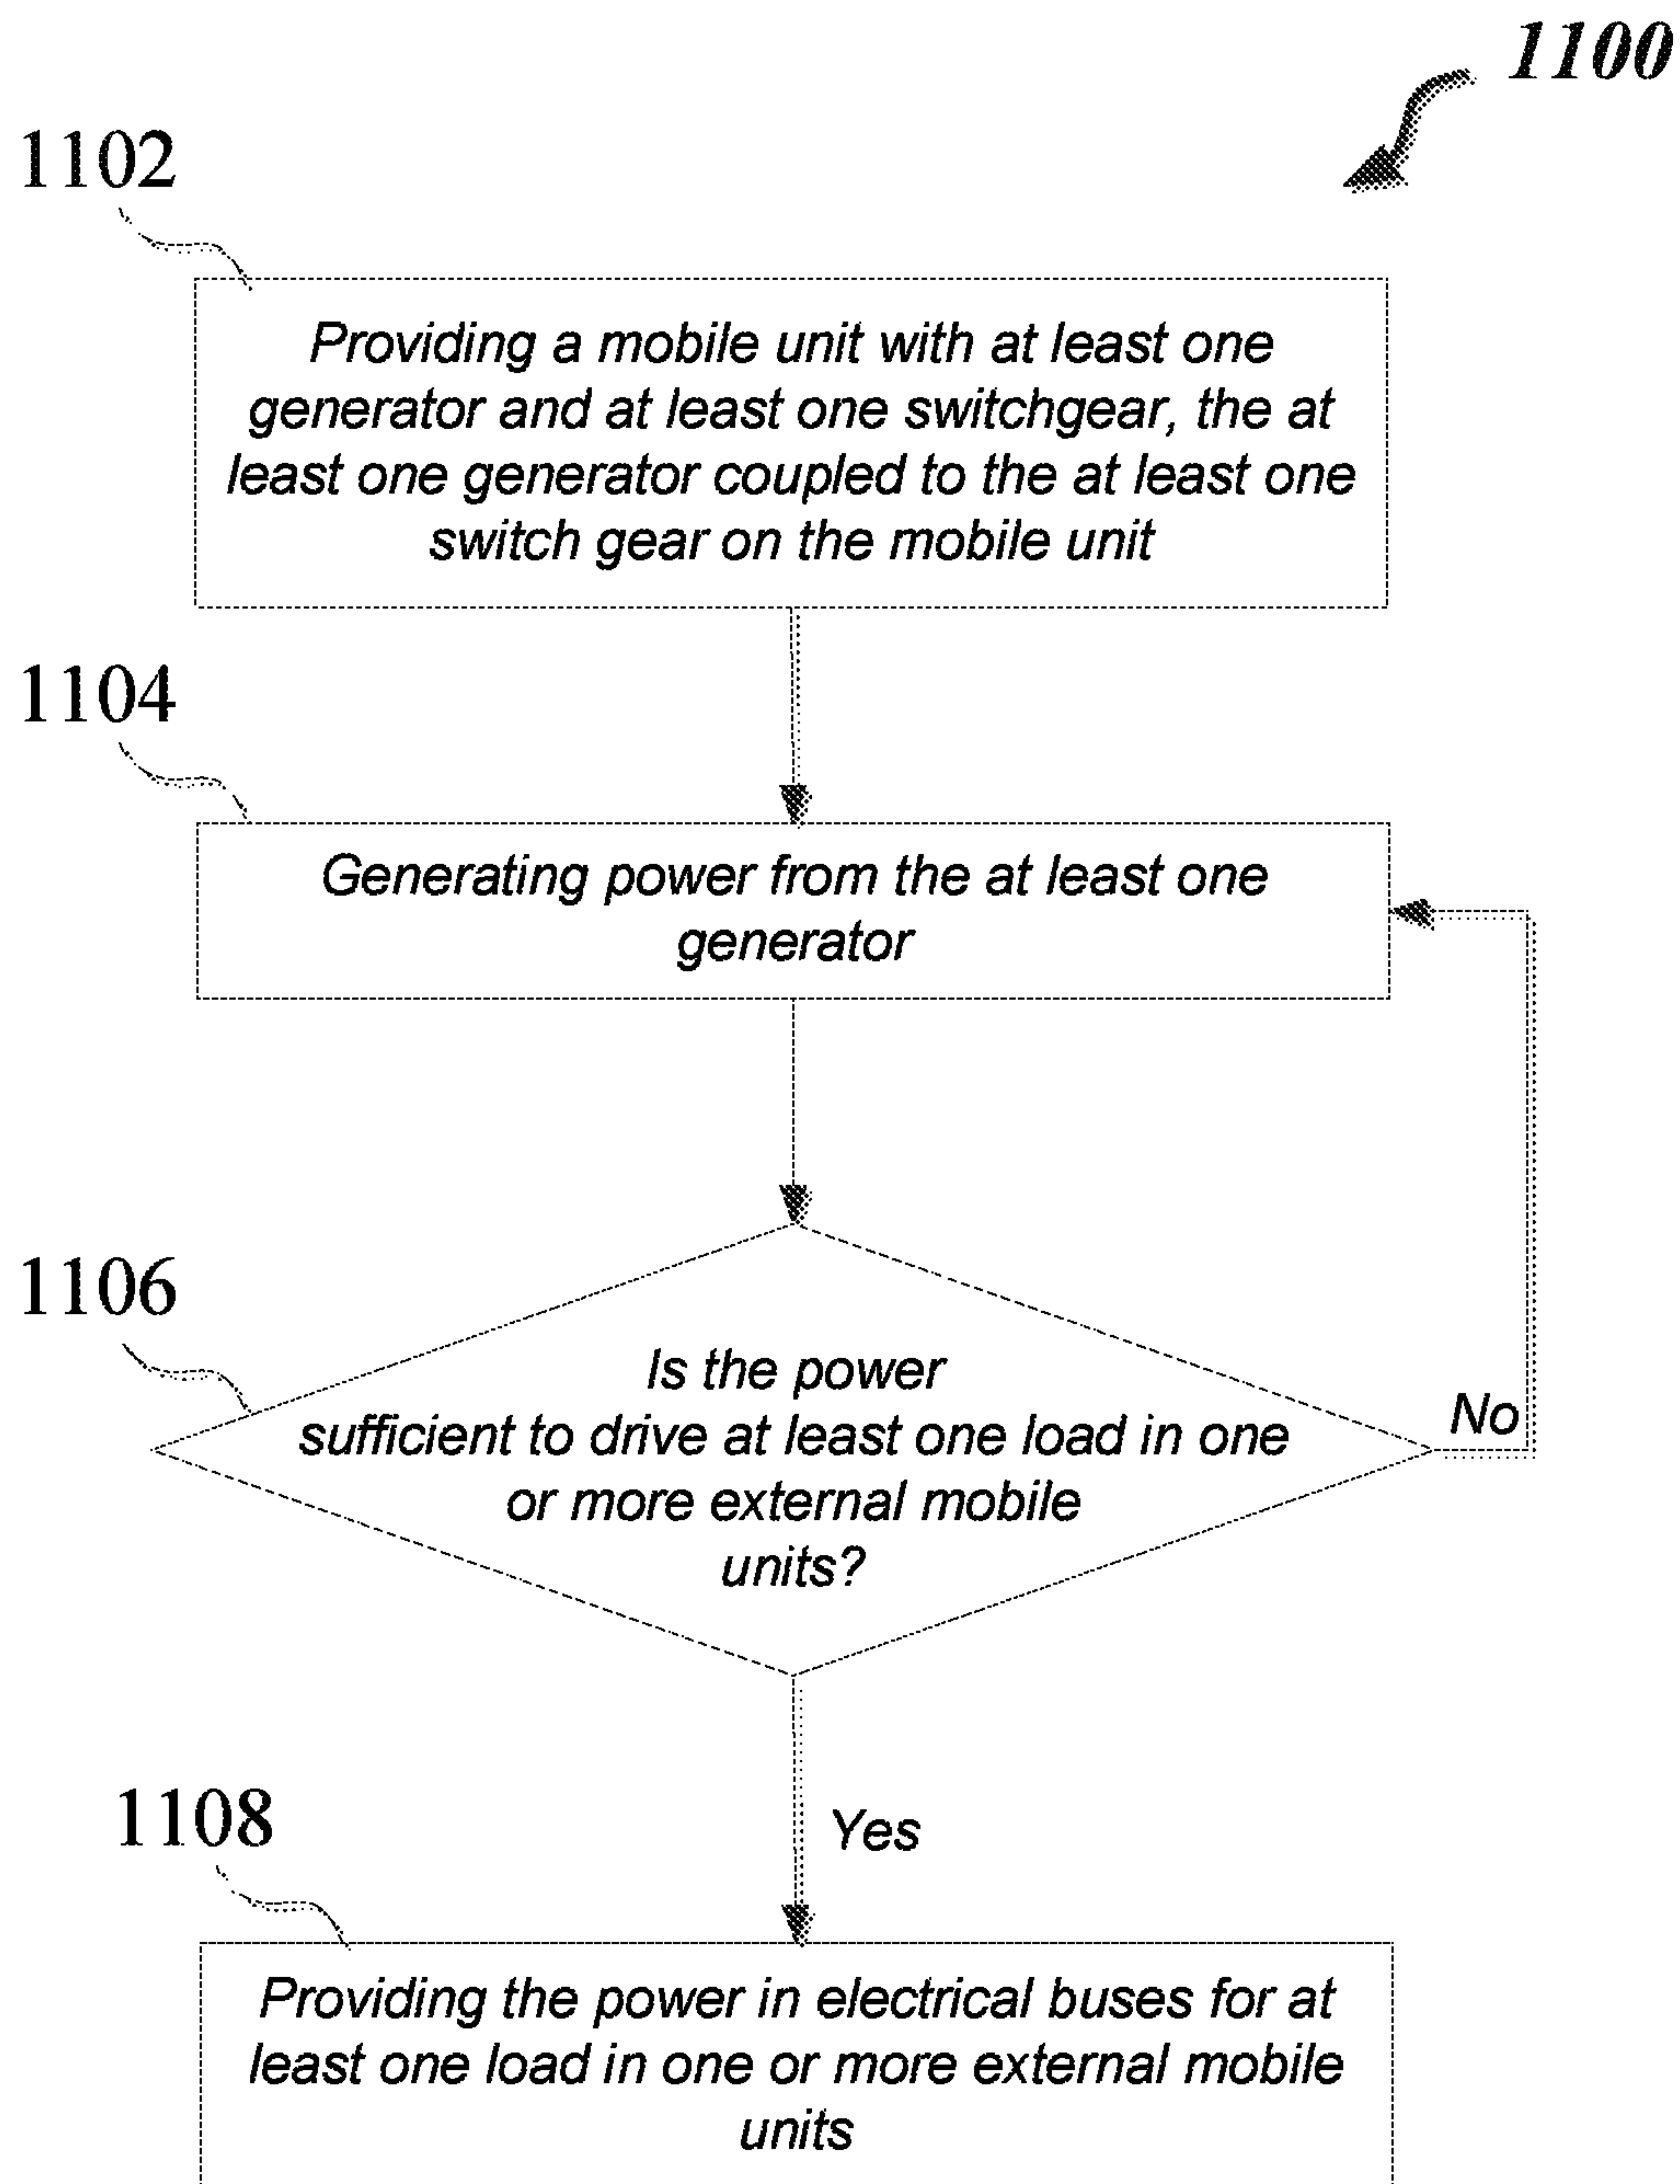 1100
1102
Providing a mobile unit with at least one
generator and at least one switchgear, the at
least one generator coupled to the at least one
switch gear on the mobile unit
1104
Generating power from the at least one
generator
1106
Is the power
sufficient to drive at least one load in one
or more external mobile
units?
No
Yes
1108
Providing the power in electrical buses for at
least one load in one or more external mobile
units